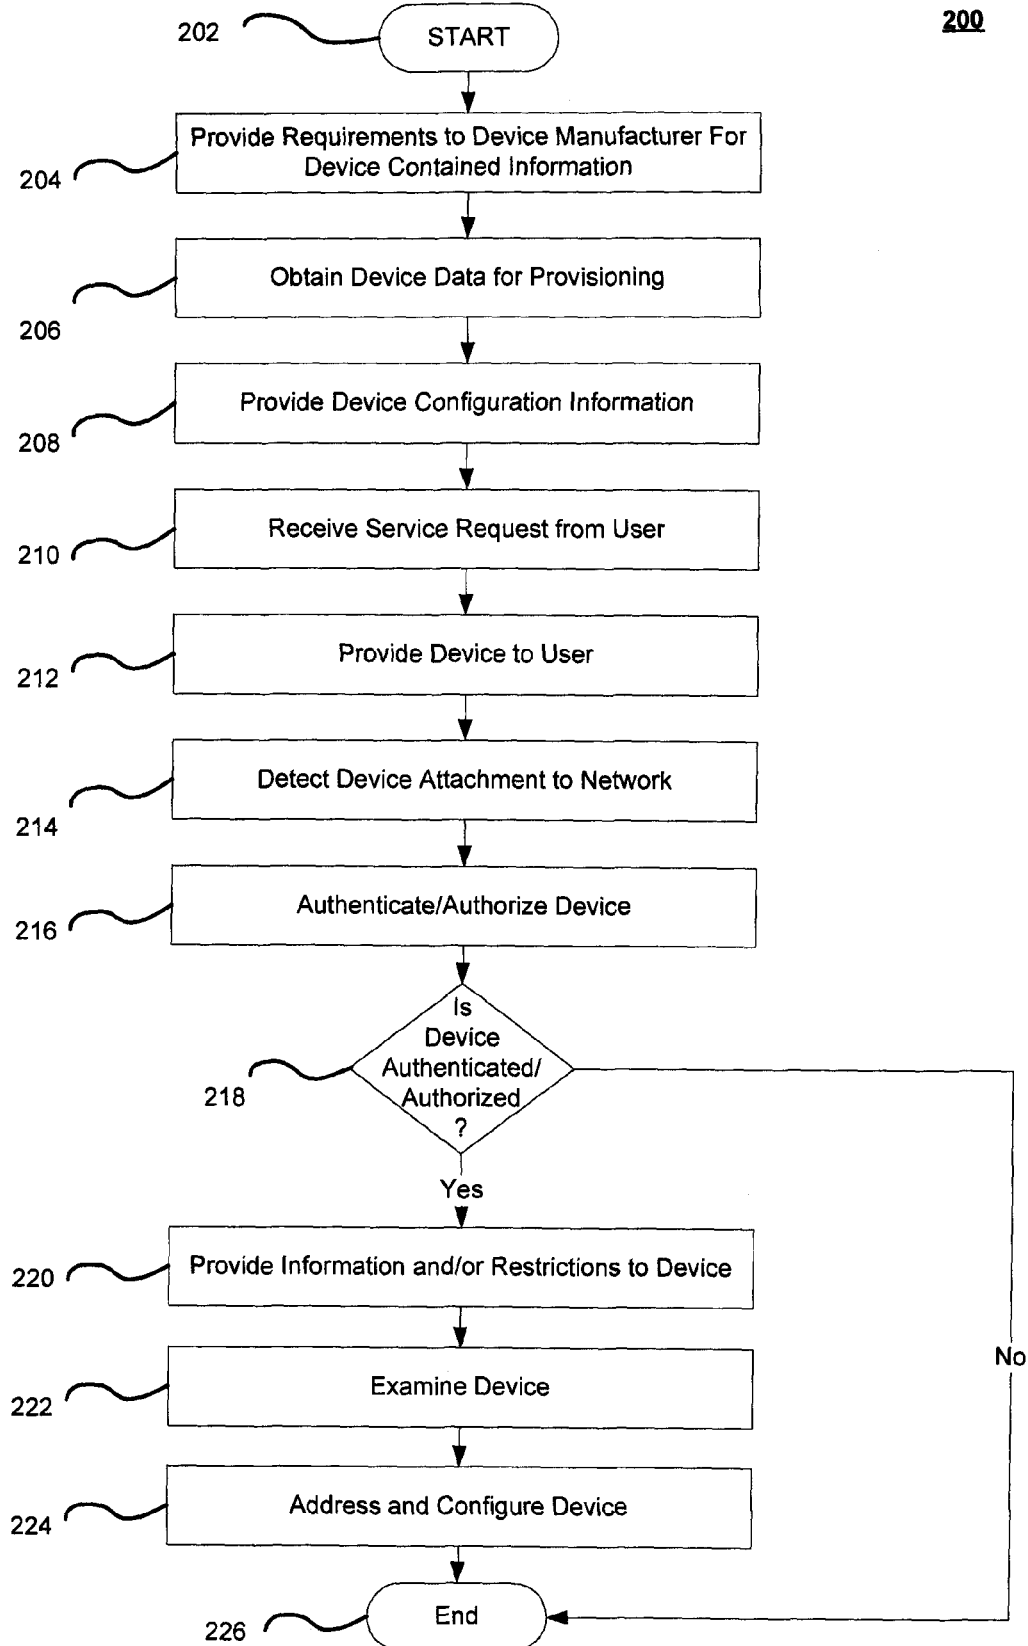 200
202
START
Provide Requirements to Device Manufacturer For
Device Contained Information
204
Obtain Device Data for Provisioning
206
Provide Device Configuration Information
208
Receive Service Request from User
210
Provide Device to User
212
Detect Device Attachment to Network
214
Authenticate/Authorize Device
216
Is
Device
Authenticated/
Authorized
?
218
Yes
Provide Information and/or Restrictions to Device
220
No
Examine Device
222
Address and Configure Device
224
End
226